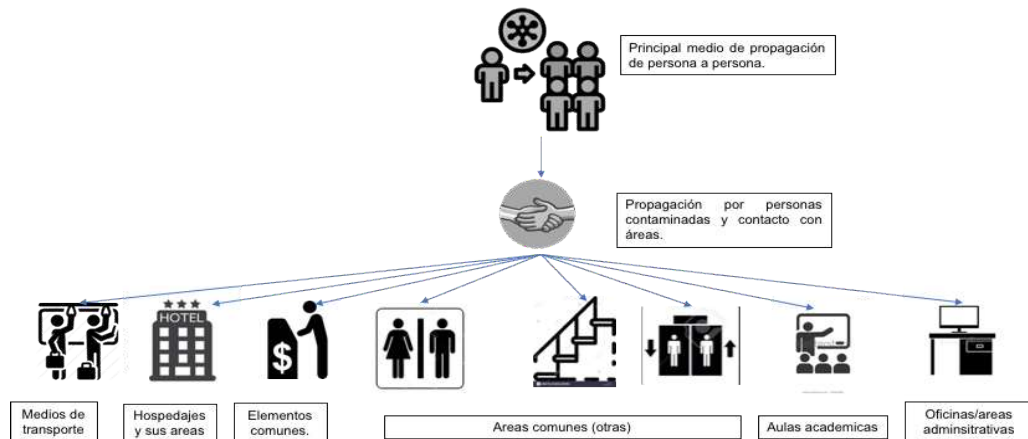 Principal medio de propagación
de persona a persona.
Propagación por personas
contaminadas y contacto con
áreas.
HOTEL
$
Medios de
transporte
Hospedajes
y sus areas
Elementos
comunes.
Areas comunes (otras)
Aulas academicas
Oficinas/areas
adminsitrativas